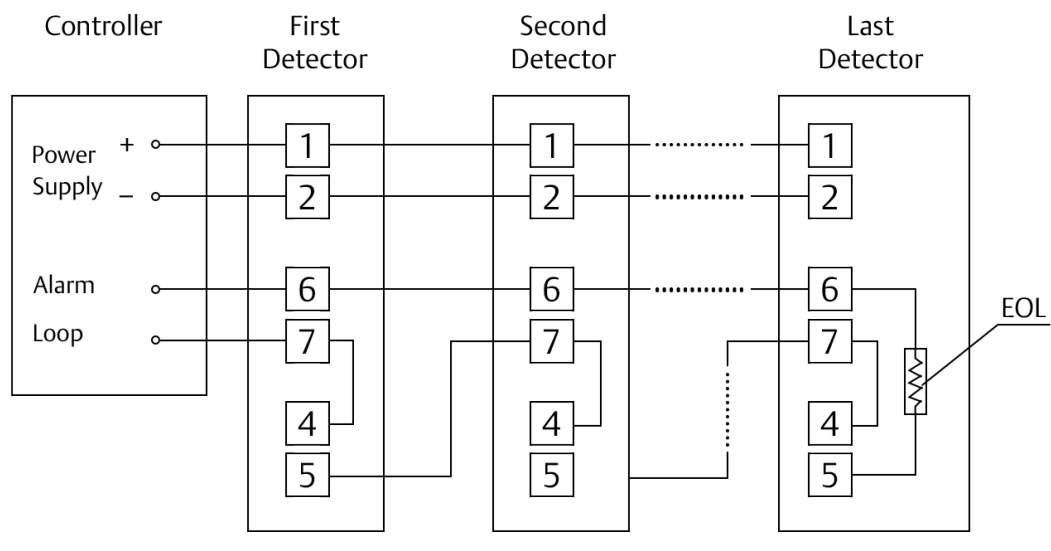 Controller
First
Detector
Second
Detector
Last
Detector
Power
Supply
+
–
Alarm
Loop
1
2
6
7
4
5
1
2
6
7
4
5
1
2
6
7
4
5
EOL